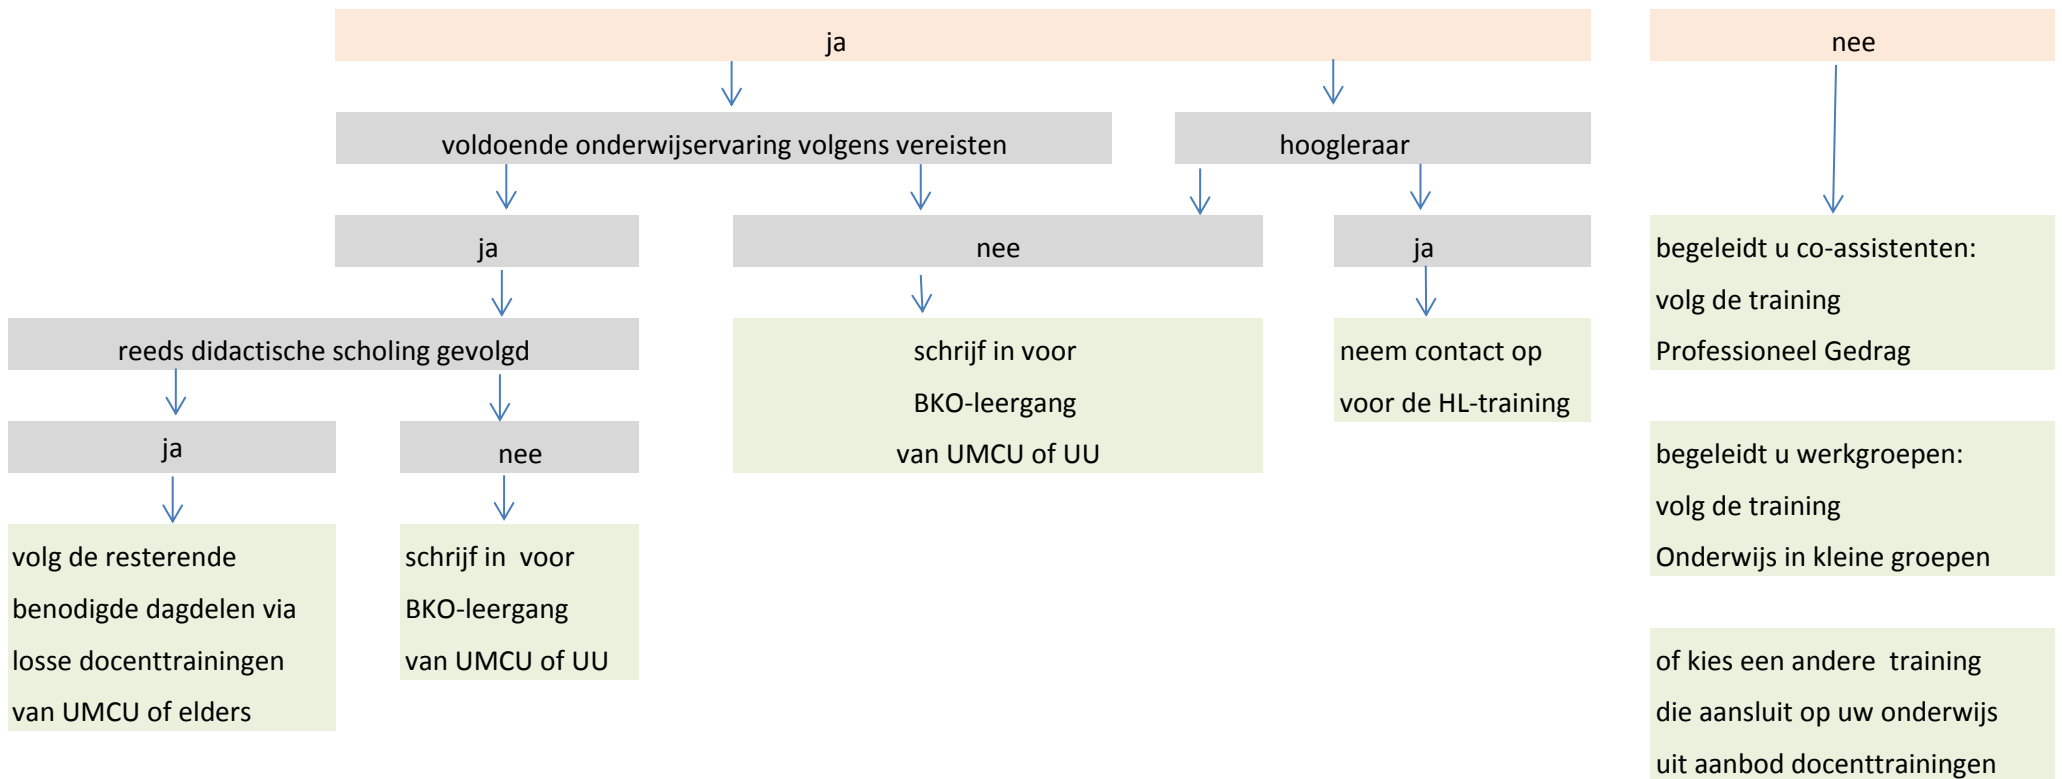 ja
nee
voldoende onderwijservaring volgens vereisten
hoogleraar
ja
nee
ja
reeds didactische scholing gevolgd
ja
nee
volg de resterende
benodigde dagdelen via
losse docenttrainingen
van UMCU of elders
schrijf in voor
BKO-leergang
van UMCU of UU
schrijf in voor
BKO-leergang
van UMCU of UU
neem contact op
voor de HL-training
begeleidt u co-assistenten:
volg de training
Professioneel Gedrag
begeleidt u werkgroepen:
volg de training
Onderwijs in kleine groepen
of kies een andere training
die aansluit op uw onderwijs
uit aanbod docenttrainingen